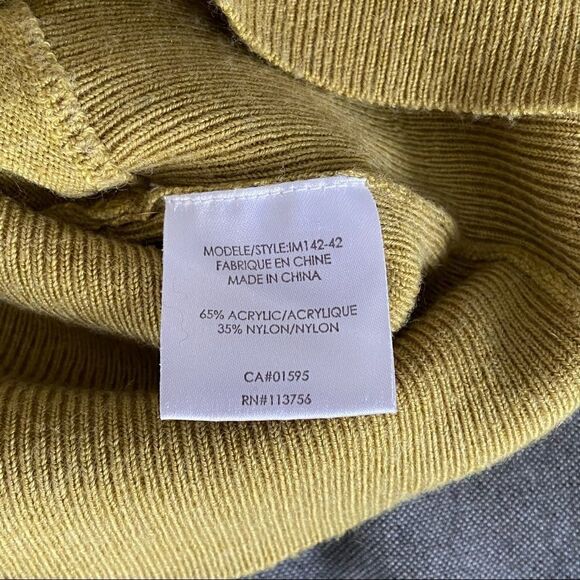 MODELE/STYLE:IM142-42
FABRIQUE EN CHINE
MADE IN CHINA
65% ACRYLIC/ACRYLIQUE
35% NYLON/NYLON
CA#01595
RN#113756